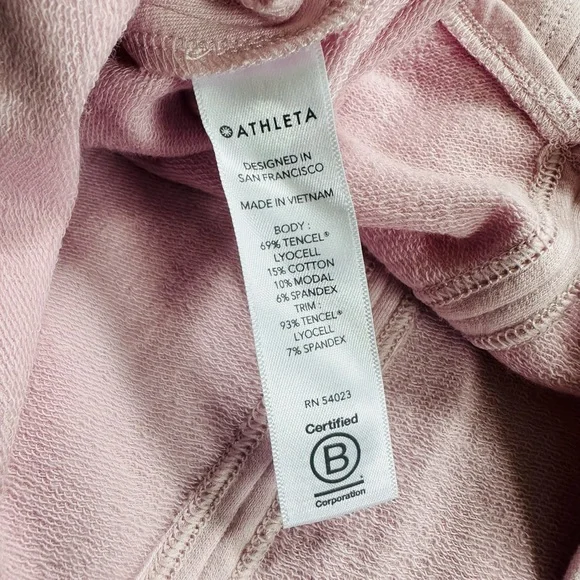 ATHLETA
DESIGNED IN
SAN FRANCISCO
MADE IN VIETNAM
BODY :
69% TENCEL®
LYOCELL
15% COTTON
10% MODAL
6% SPANDEX
TRIM :
93% TENCEL®
LYOCELL
7% SPANDEX
RN 54023
Certified
B
Corporation